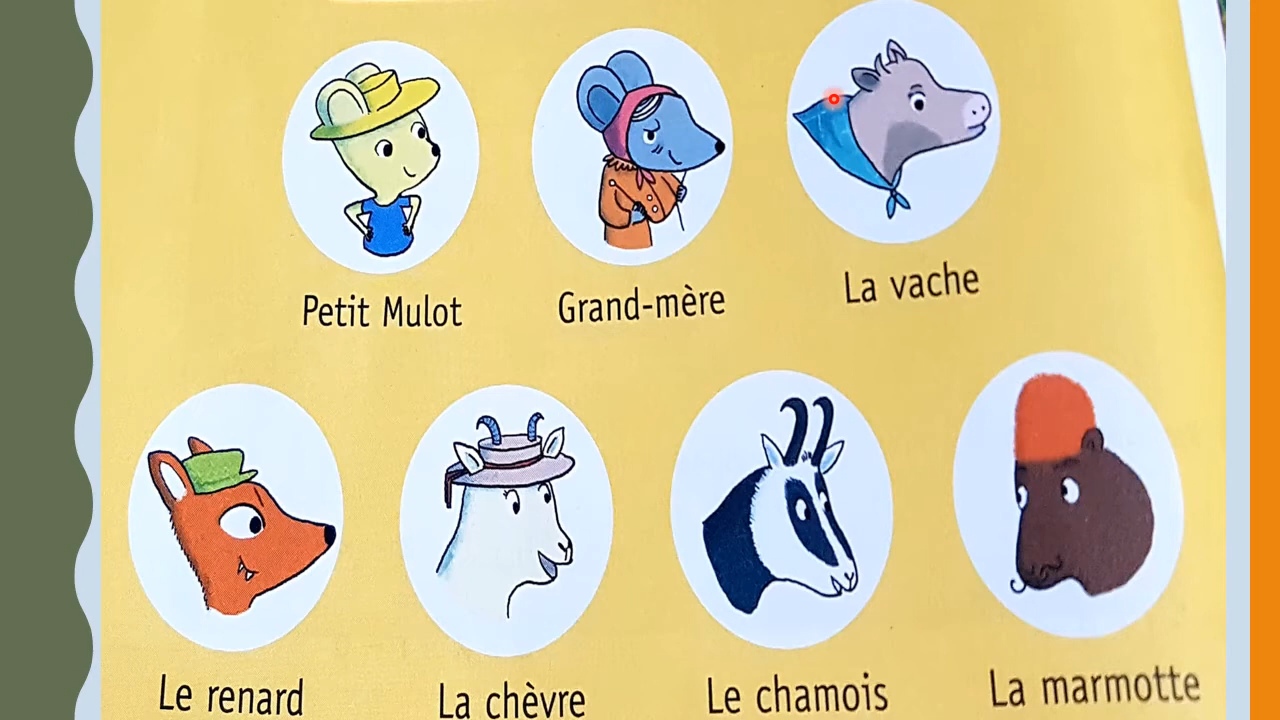 Petit Mulot
Grand-mère
La vache
Le renard
La chèvre
Le chamois
La marmotte